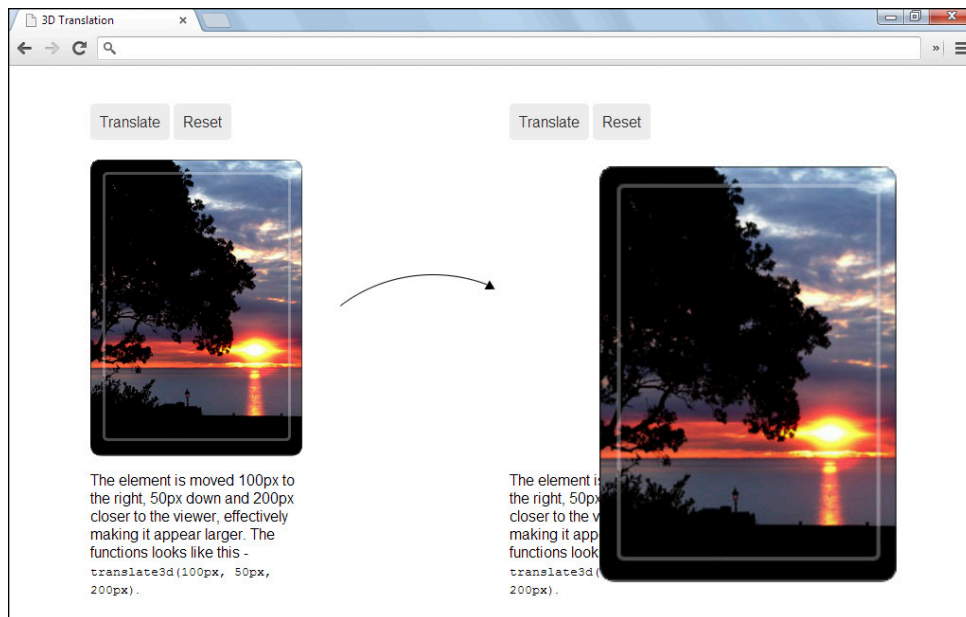 3D Translation
Translate Reset
Translate Reset
The element is moved 100px to
the right, 50px down and 200px
closer to the viewer, effectively
making it appear larger. The
functions looks like this -
translate3d(100px, 50px,
200px).
The element is
the right, 50px
closer to the v
making it app
functions look
translate3d(
200px).